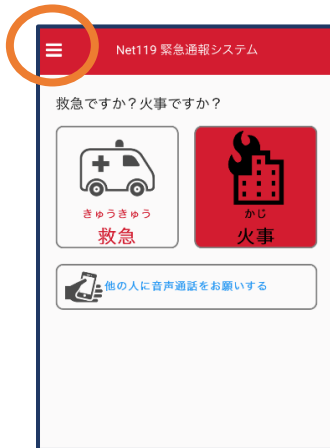 Net119 緊急通報システム
救急ですか？火事ですか？
きゅうきゅう
救急
かじ
火事
他の人に音声通話をお願いする